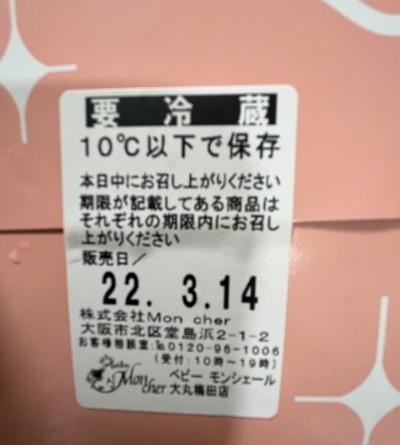 要冷蔵
10℃以下で保存
本日中にお召し上がりください
期限が記載してある商品は
それぞれの期限内にお召し
上がりください
販売日／
22. 3.14
株式会社Mon cher
大阪市北区堂島浜2-1-2
お客様相談室:℡0120-96-1006
(受付:10時〜19時)
Baby Mon cher
ベビー モンシェール
大丸梅田店